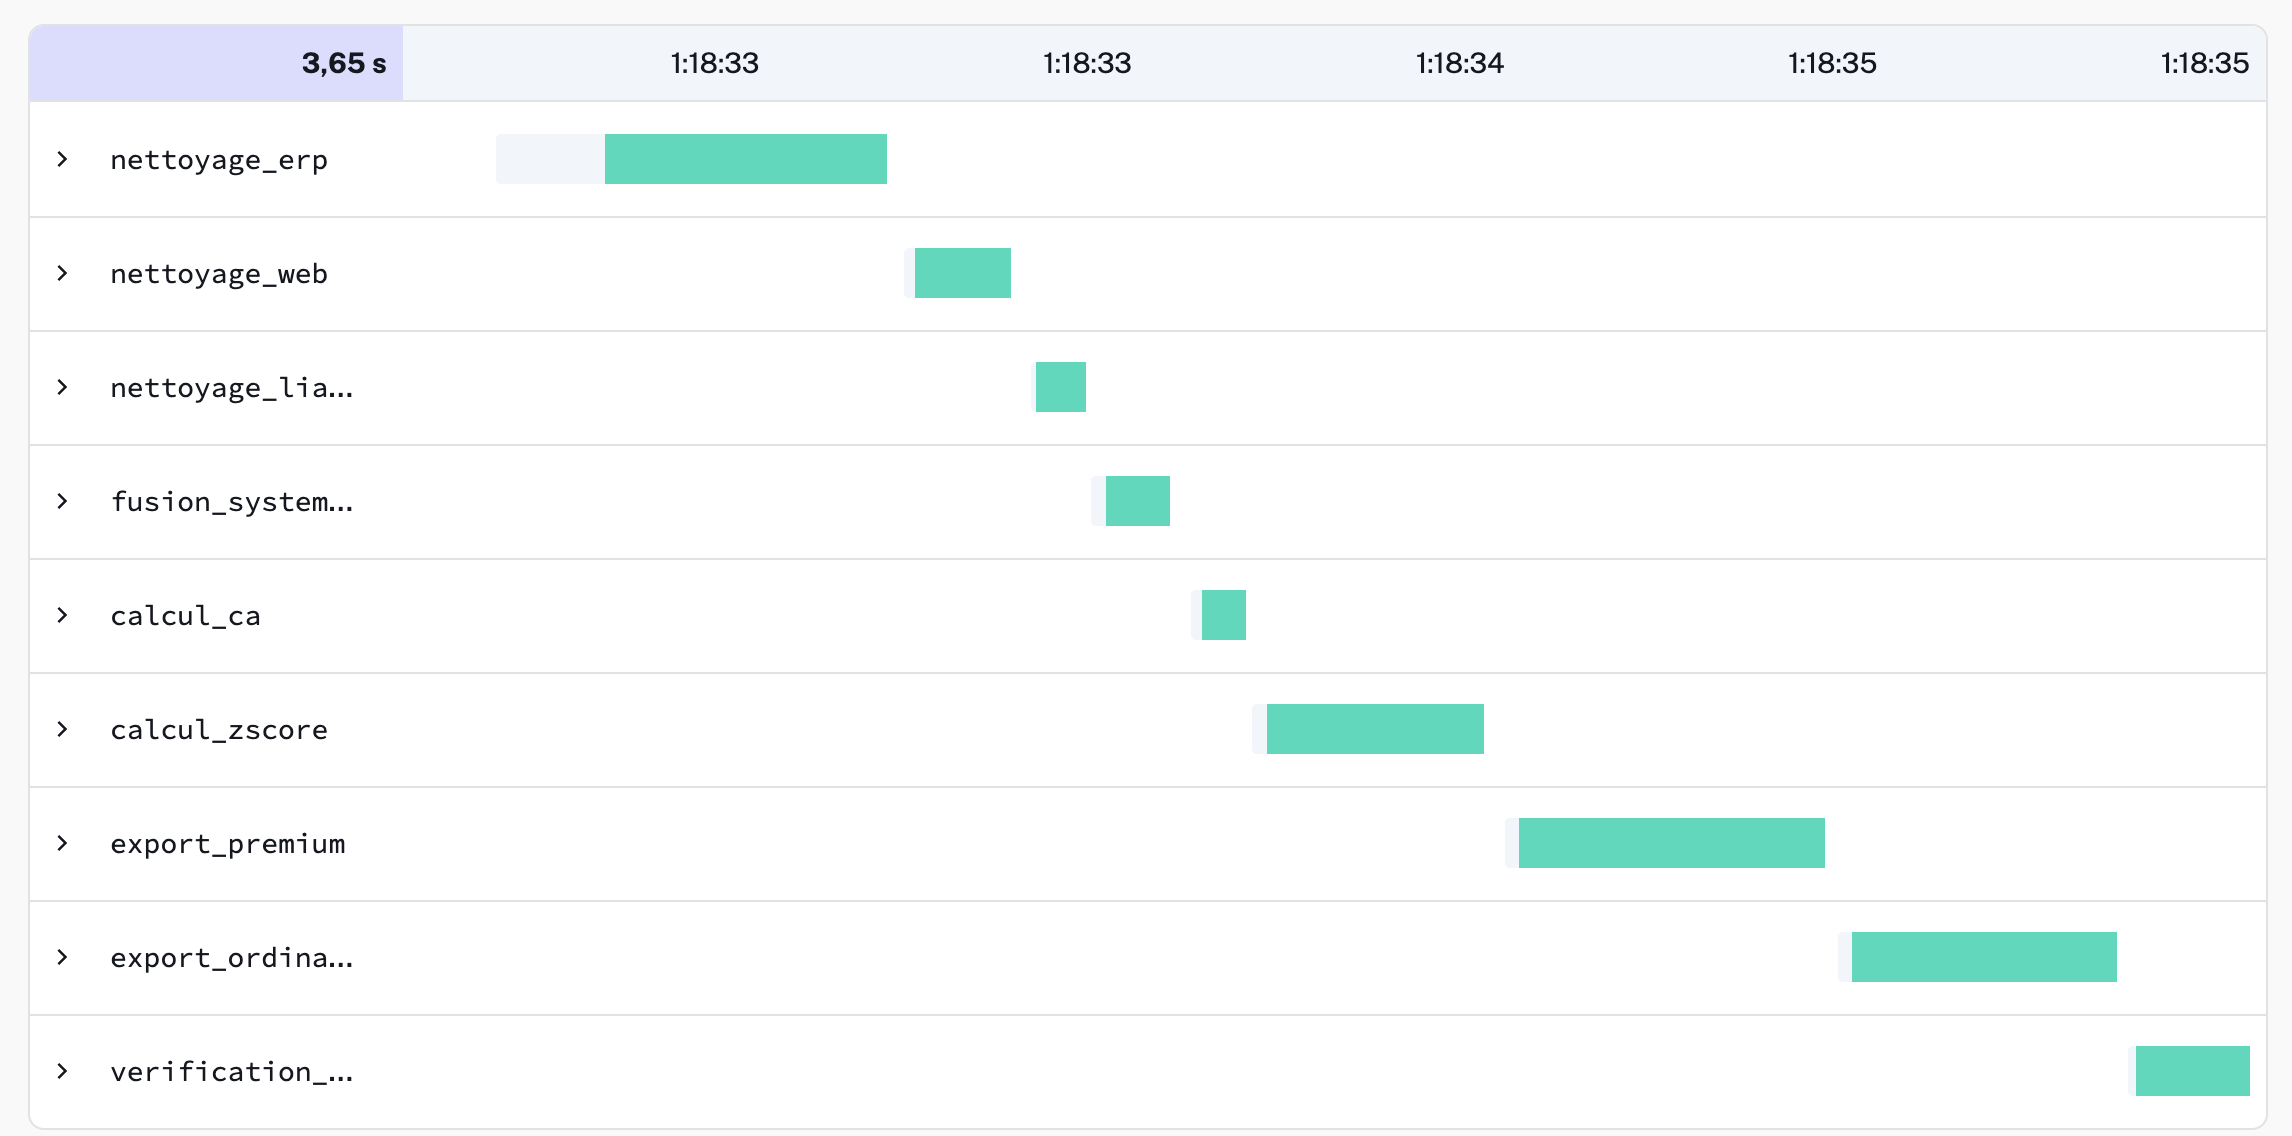 3,65 s 1:18:33 1:18:33 1:18:34 1:18:35 1:18:35
nettoyage_erp
nettoyage_web
nettoyage_lia...
fusion_system...
calcul_ca
calcul_zscore
export_premium
export_ordina...
verification_...